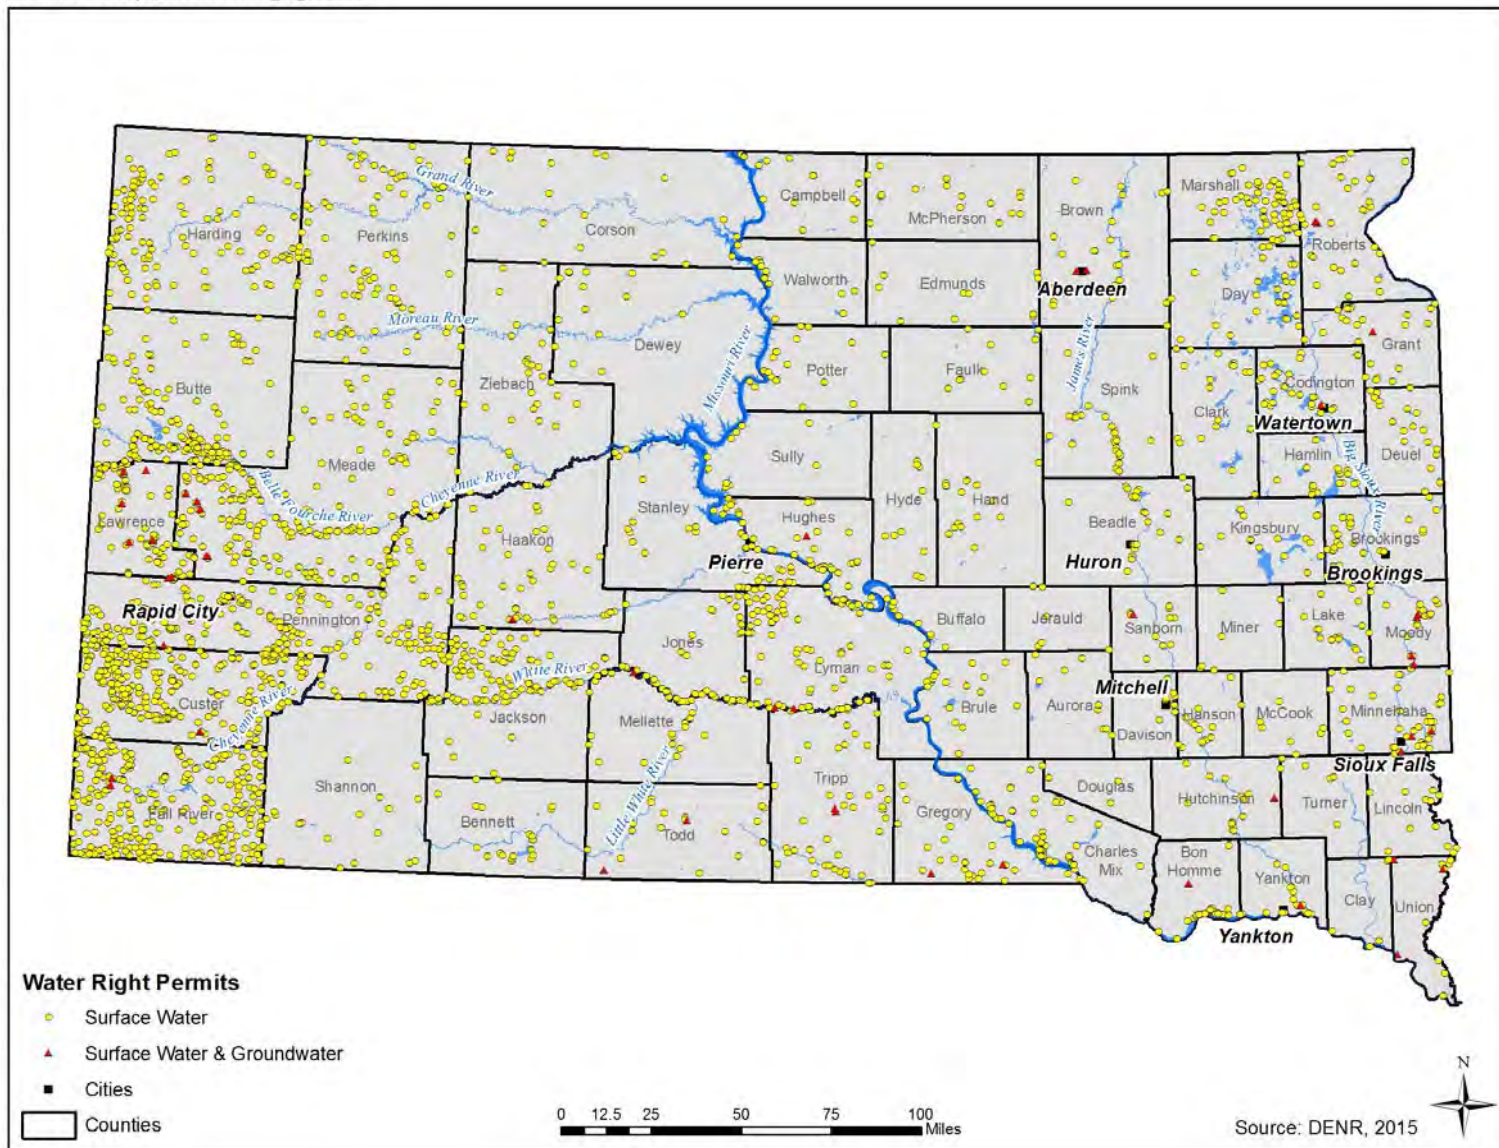 Grand River
Campbell
McPherson
Brown
Marshall
Roberts
Harding
Perkins
Corson
Walworth
Edmunds
Aberdeen
Day
Moreau River
Dewey
Missouri River
Potter
Faulk
James River
Spink
Grant
Butte
Ziebach
Clark
Codington
Watertown
Meade
Sully
Hyde
Hand
Hamlin
Big Sioux River
Deuel
Belle Fourche River
Cheyenne River
Lawrence
Haakon
Stanley
Hughes
Beadle
Kingsbury
Brookings
Pierre
Huron
Brookings
Rapid City
Pennington
Jones
Lyman
Buffalo
Jerauld
Sanborn
Miner
Lake
Moody
White River
Custer
Cheyenne River
Jackson
Mellette
Brule
Aurora
Mitchell
Davison
Hanson
McCook
Minnehaha
Sioux Falls
Fall River
Shannon
Bennett
Little White River
Todd
Tripp
Gregory
Douglas
Charles
Mix
Hutchinson
Turner
Lincoln
Bon
Homme
Yankton
Clay
Union
Yankton
Water Right Permits
Surface Water
Surface Water & Groundwater
Cities
Counties
0 12.5 25 50 75 100
Miles
N
Source: DENR, 2015